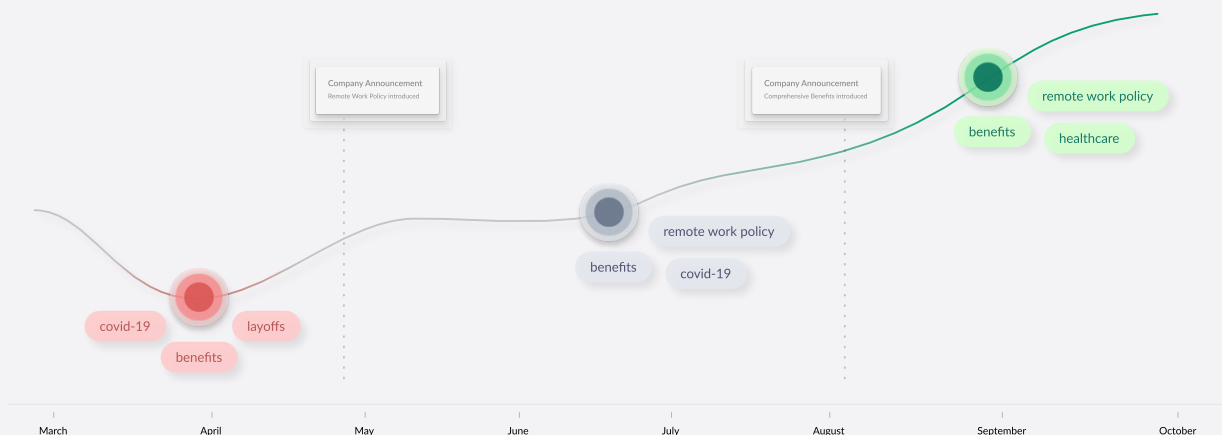 Company Announcement
Remote Work Policy introduced
Company Announcement
Comprehensive Benefits introduced
remote work policy
benefits
healthcare
remote work policy
benefits
covid-19
covid-19
layoffs
benefits
March
April
May
June
July
August
September
October